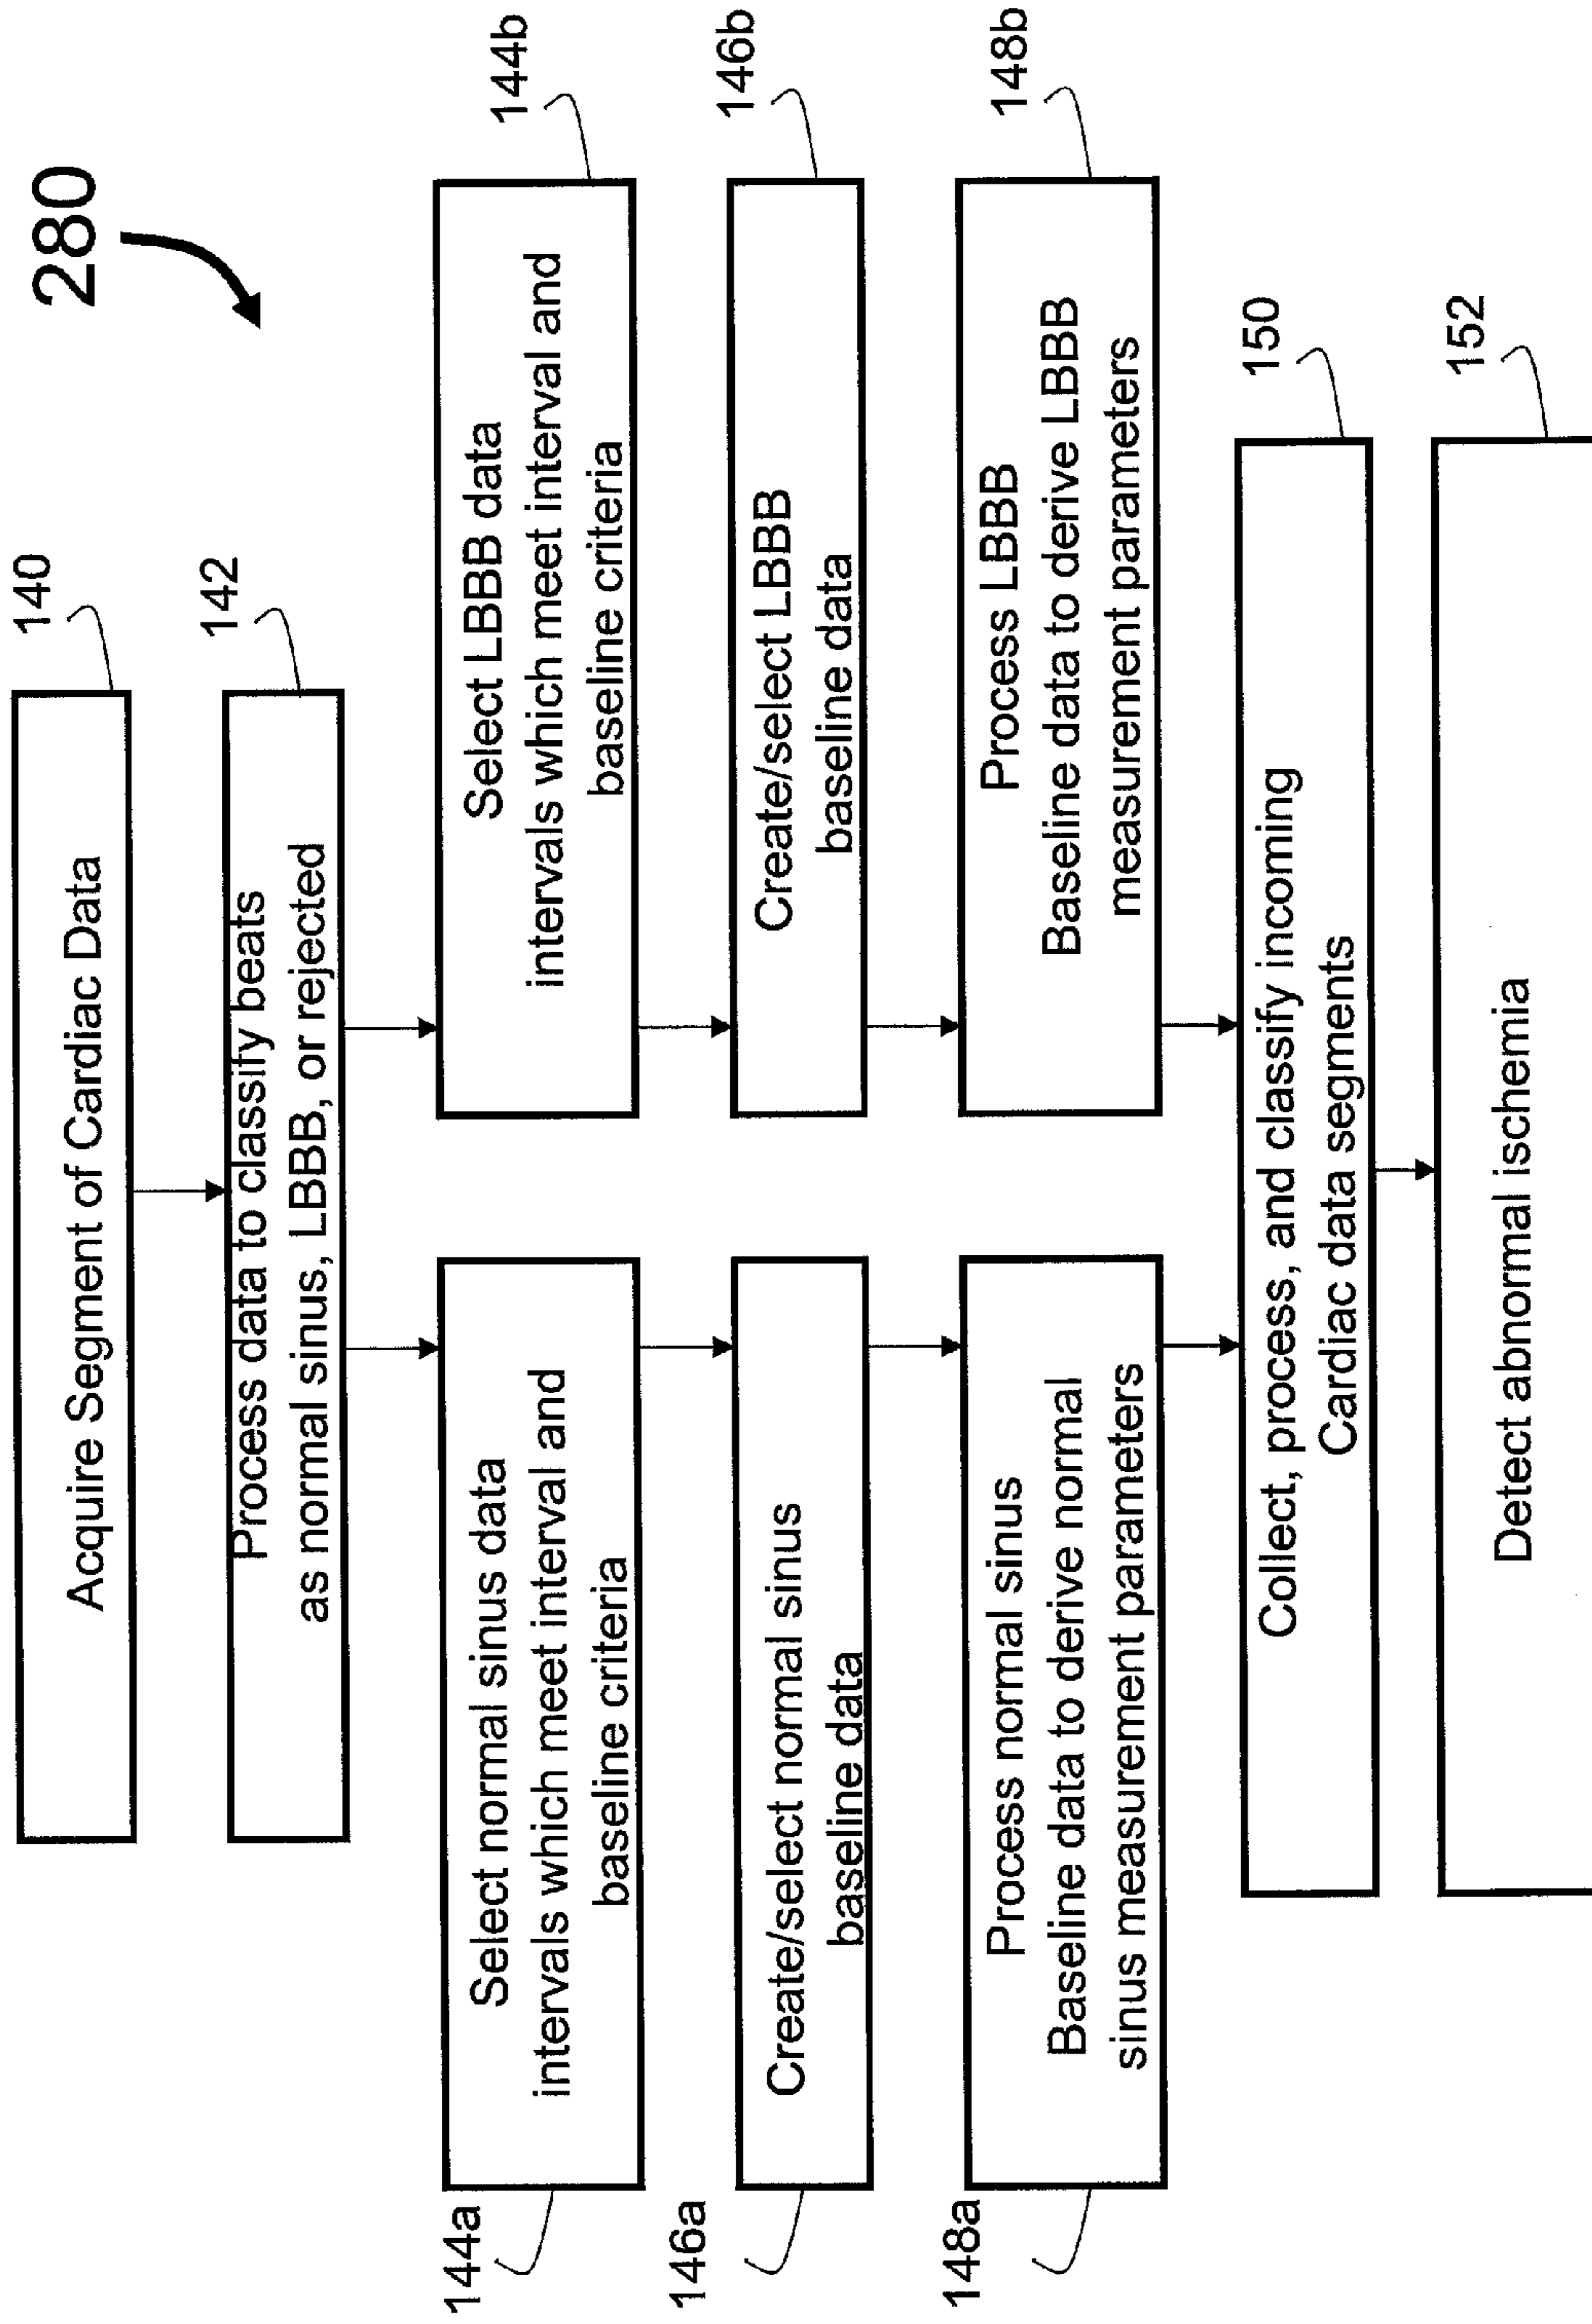 280
140
Acquire Segment of Cardiac Data
142
Process data to classify beats
as normal sinus, LBBB, or rejected
144a
Select normal sinus data
intervals which meet interval and
baseline criteria
144b
Select LBBB data
intervals which meet interval and
baseline criteria
146a
Create/select normal sinus
baseline data
146b
Create/select LBBB
baseline data
148a
Process normal sinus
Baseline data to derive normal
sinus measurement parameters
148b
Process LBBB
Baseline data to derive LBBB
measurement parameters
150
Collect, process, and classify incoming
Cardiac data segments
152
Detect abnormal ischemia